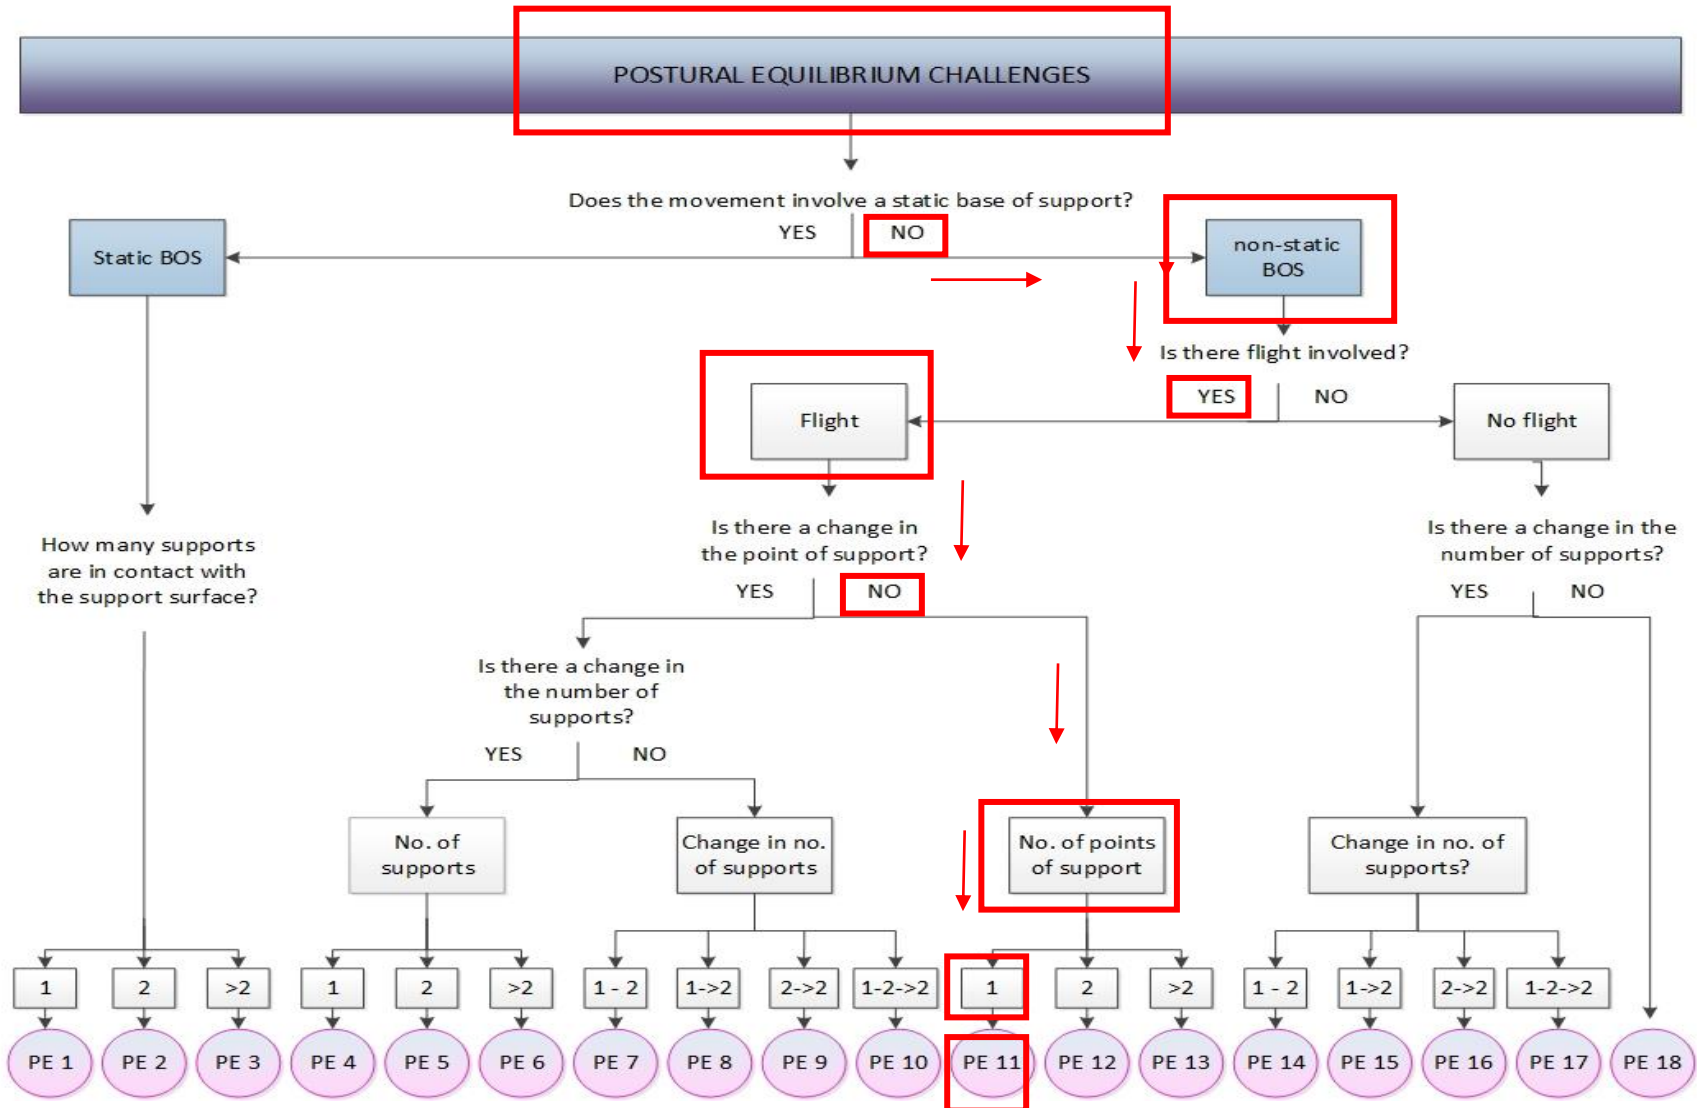 POSTURAL EQUILIBRIUM CHALLENGES
Does the movement involve a static base of support?
YES NO
Static BOS
non-static
BOS
Is there flight involved?
YES NO
Flight
No flight
How many supports
are in contact with
the support surface?
Is there a change in
the point of support?
YES NO
Is there a change in the
number of supports?
YES NO
Is there a change in
the number of
supports?
YES NO
No. of
supports
Change in no.
of supports
No. of points
of support
Change in no. of
supports?
1 2 >2 1 2 >2 1 - 2 1->2 2->2 1-2->2 1 2 >2 1 - 2 1->2 2->2 1-2->2
PE 1 PE 2 PE 3 PE 4 PE 5 PE 6 PE 7 PE 8 PE 9 PE 10 PE 11 PE 12 PE 13 PE 14 PE 15 PE 16 PE 17 PE 18